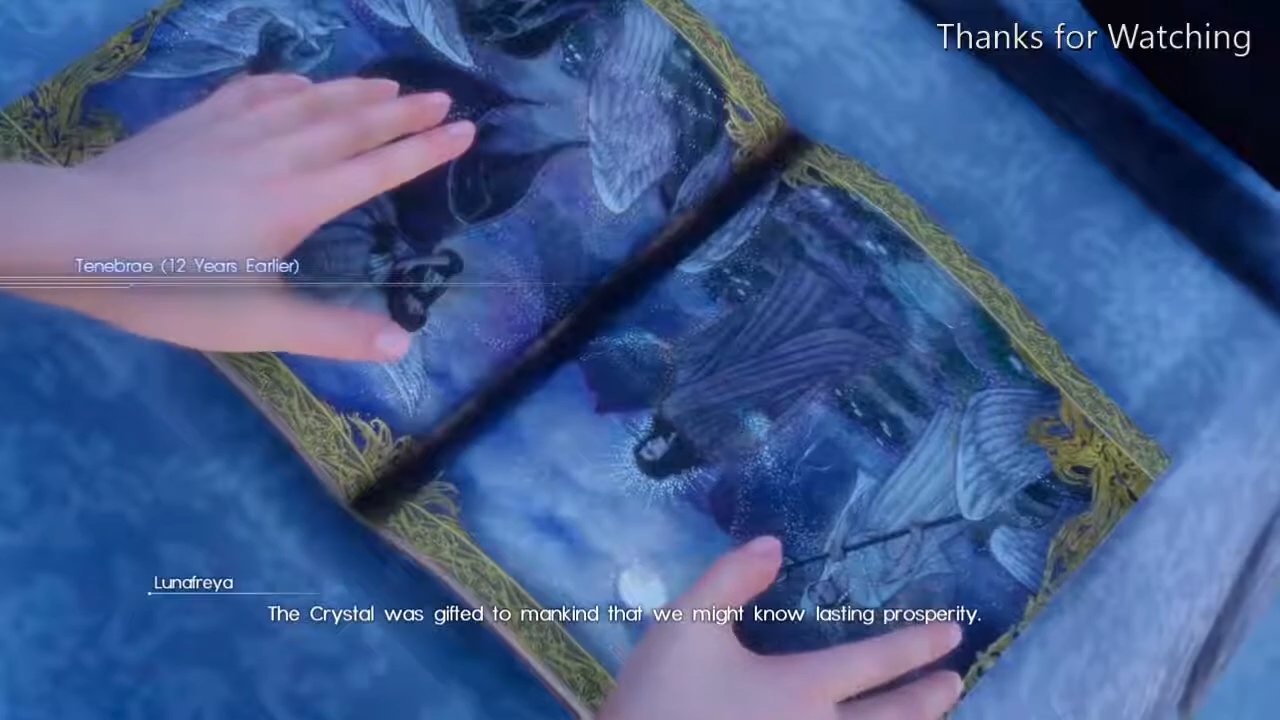 Thanks for Watching
Tenebrae (12 Years Earlier)
Lunafreya
The Crystal was gifted to mankind that we might know lasting prosperity.